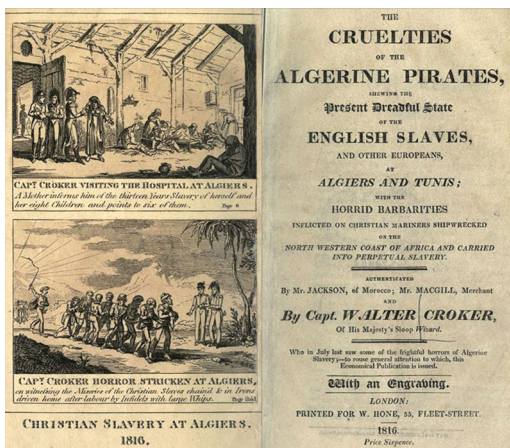 CAPT. CROKER VISITING THE HOSPITAL AT ALGIERS.
A Mother informs him of the thirteen Years Slavery of herself and
her eight Children and points to six of them. Page 6
CAPT. CROKER HORROR STRICKEN AT ALGIERS,
on witnessing the Miseries of the Christian Slaves chain'd & in Irons
driven home after labour by Infidels with large Whips. Page Ibid.
CHRISTIAN SLAVERY AT ALGIERS.
1816.
THE
CRUELTIES
OF THE
ALGERINE PIRATES,
SHEWING THE
Present Dreadful State
OF THE
ENGLISH SLAVES,
AND OTHER EUROPEANS,
AT
ALGIERS AND TUNIS;
WITH THE
HORRID BARBARITIES
INFLICTED ON CHRISTIAN MARINERS SHIPWRECKED
ON THE
NORTH WESTERN COAST OF AFRICA AND CARRIED
INTO PERPETUAL SLAVERY.
AUTHENTICATED
By Mr. JACKSON, of Morocco; Mr. MACGILL, Merchant
AND
By Capt. WALTER CROKER,
Of His Majesty's Sloop Wizard.
Who in July last saw some of the frightful horrors of Algerine
Slavery;—to rouse general attention to which, this
Economical Publication is issued.
With an Engraving.
LONDON:
PRINTED FOR W. HONE, 55, FLEET-STREET.
1816
Price Sixpence.